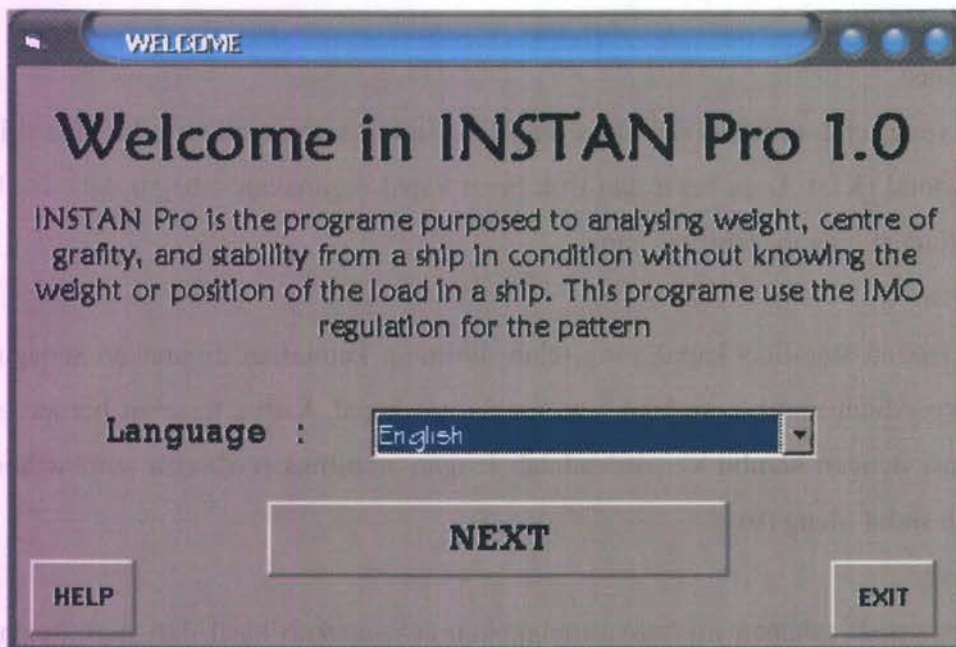 WELCOME
Welcome in INSTAN Pro 1.0
INSTAN Pro is the programe purposed to analysing weight, centre of
grafity, and stability from a ship in condition without knowing the
weight or position of the load in a ship. This programe use the IMO
regulation for the pattern
Language :
English
NEXT
HELP
EXIT